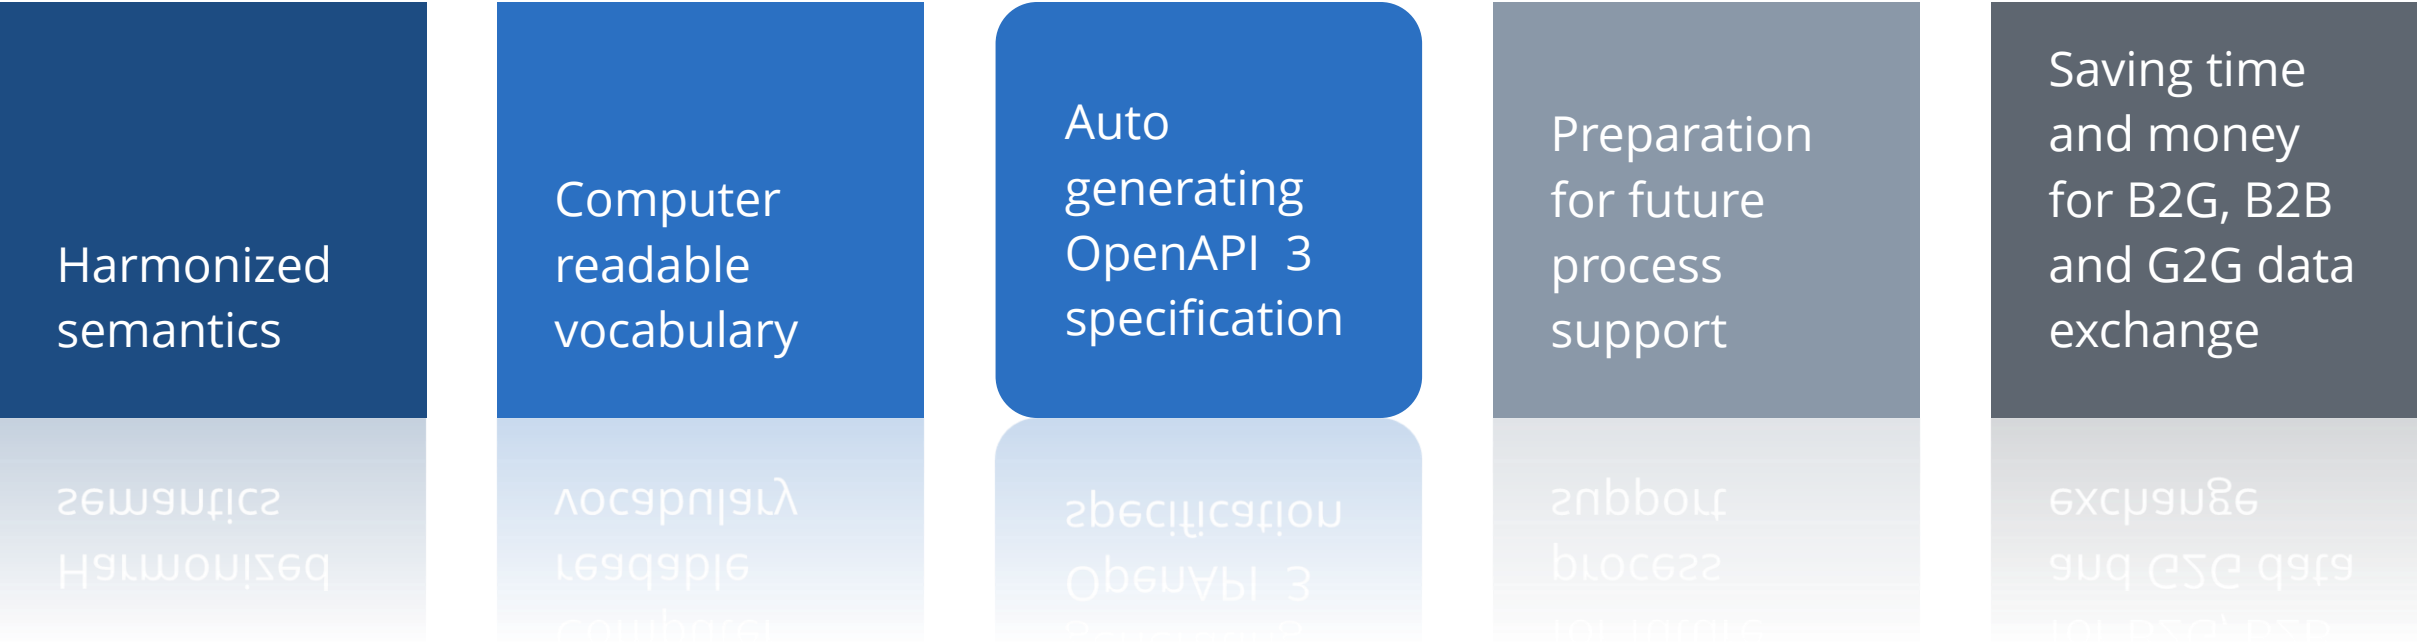 Harmonized
semantics
Computer
readable
vocabulary
Auto
generating
OpenAPI  3
specification
Preparation
for future
process
support
Saving time
and money
for B2G, B2B
and G2G data
exchange